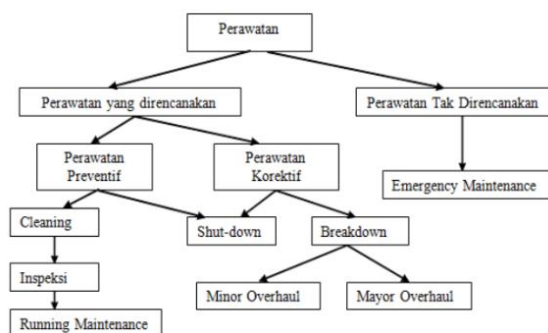 Perawatan
Perawatan yang direncanakan
Perawatan Tak Direncanakan
Perawatan
Preventif
Perawatan
Korektif
Emergency Maintenance
Cleaning
Shut-down
Breakdown
Inspeksi
Minor Overhaul
Mayor Overhaul
Running Maintenance